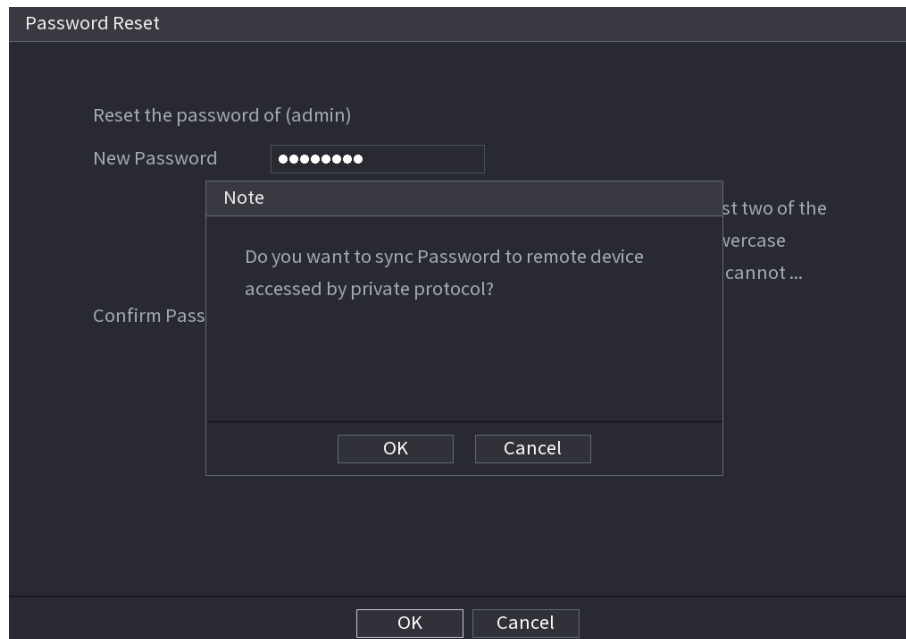 Password Reset
Reset the password of (admin)
New Password ●●●●●●●●
Note
st two of the
Do you want to sync Password to remote device
wercase
accessed by private protocol?
cannot ...
Confirm Pass
OK Cancel
OK Cancel